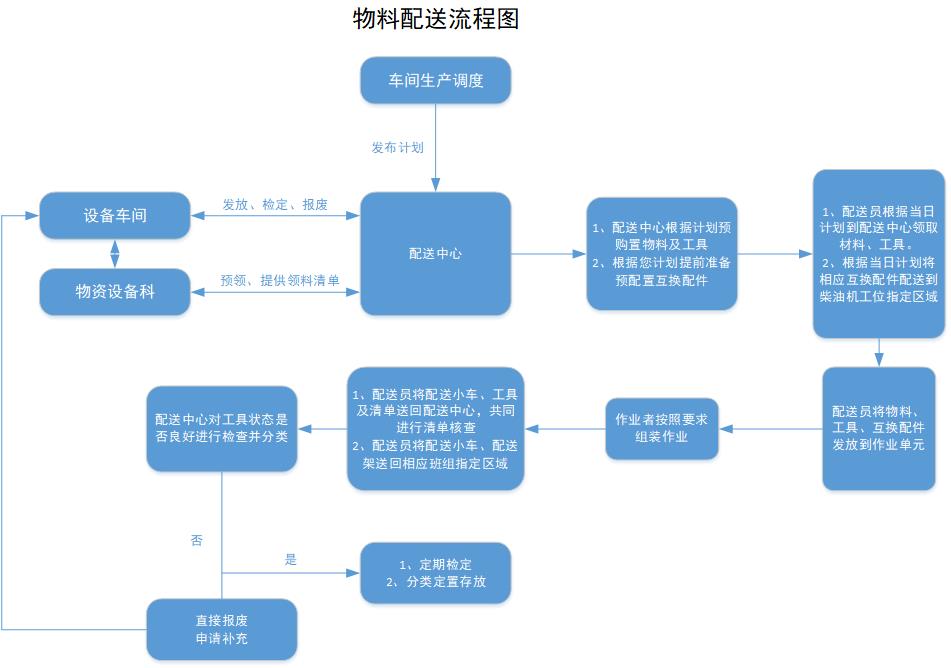 物料配送流程图
车间生产调度
发布计划
设备车间
发放、检定、报废
物资设备科
预领、提供领料清单
配送中心
1、配送中心根据计划预
购置物料及工具
2、根据您计划提前准备
预配置互换配件
1、配送员根据当日
计划到配送中心领取
材料、工具。
2、根据当日计划将
相应互换配件配送到
柴油机工位指定区域
配送员将物料、
工具、互换配件
发放到作业单元
作业者按照要求
组装作业
1、配送员将配送小车、工具
及清单送回配送中心，共同
进行清单核查
2、配送员将配送小车、配送
架送回相应班组指定区域
配送中心对工具状态是
否良好进行检查并分类
否
是
1、定期检定
2、分类定置存放
直接报废
申请补充